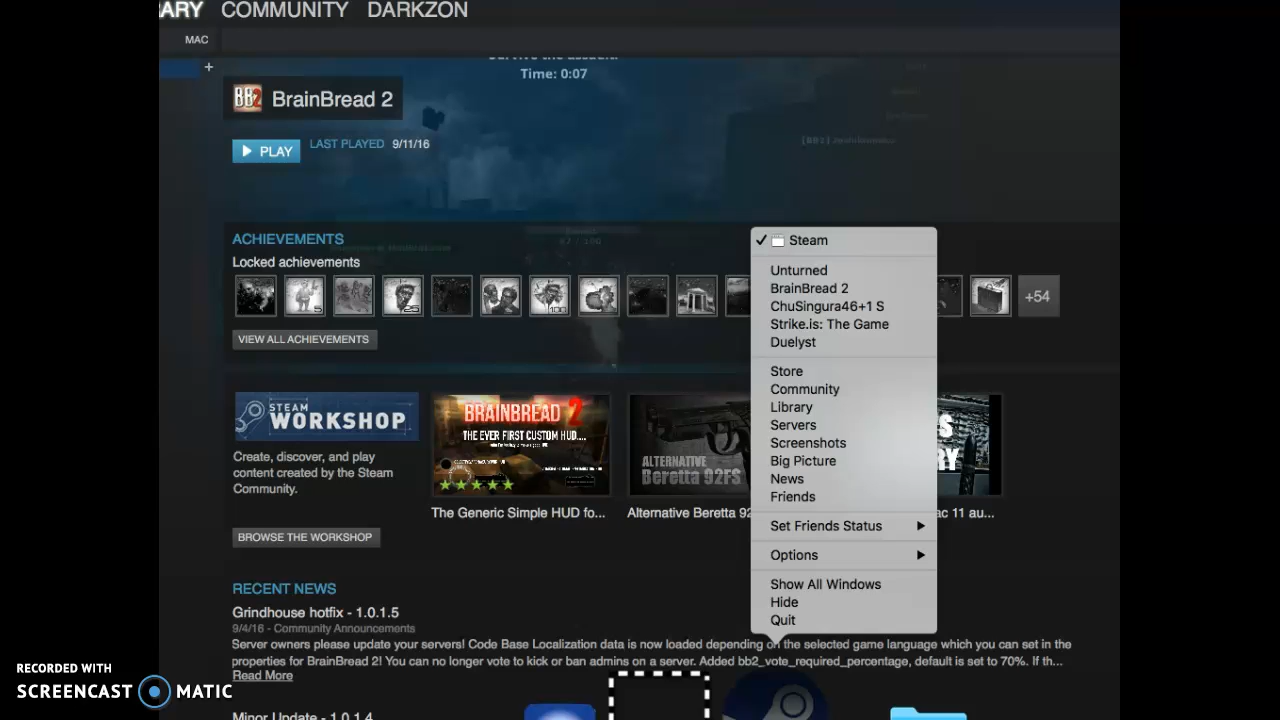 RARY COMMUNITY DARKZON
MAC
+
Time: 0:07
BB2 BrainBread 2
PLAY LAST PLAYED 9/11/16
ACHIEVEMENTS
Locked achievements
+54
VIEW ALL ACHIEVEMENTS
STEAM
WORKSHOP
Create, discover, and play
content created by the Steam
Community.
BROWSE THE WORKSHOP
BRAINBREAD 2
THE EVER FIRST CUSTOM HUD....
The Generic Simple HUD fo...
ALTERNATIVE
Beretta 92FS
Alternative Beretta 92
ac 11 au...
Steam
Unturned
BrainBread 2
ChuSingura46+1 S
Strike.is: The Game
Duelyst
Store
Community
Library
Servers
Screenshots
Big Picture
News
Friends
Set Friends Status
Options
Show All Windows
Hide
Quit
RECENT NEWS
Grindhouse hotfix - 1.0.1.5
9/4/16 - Community Announcements
Server owners please update your servers! Code Base Localization data is now loaded depending on the selected game language which you can set in the
properties for BrainBread 2! You can no longer vote to kick or ban admins on a server. Added bb2_vote_required_percentage, default is set to 70%. If th...
Read More
Minor Update - 1.0.1.4
RECORDED WITH
SCREENCAST MATIC